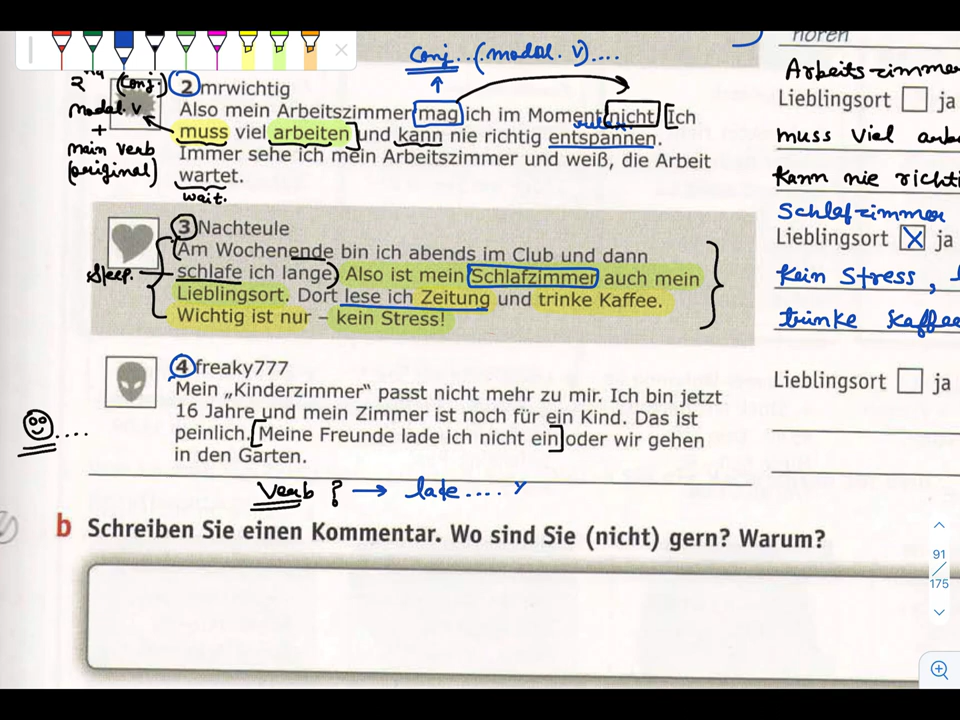 hören
conj... (modal. v)....
Arbeits-zimmer
2 mrwichtig
(conj.)
modal. v
+
main verb
(original)
Also mein Arbeitszimmer mag ich im Moment nicht. Ich
muss viel arbeiten und kann nie richtig entspannen.
Immer sehe ich mein Arbeitszimmer und weiß, die Arbeit
wartet.
wait.
Lieblingsort ja
muss viel
kann nie
Schlafzimmer
3 Nachteule
Am Wochenende bin ich abends im Club und dann
schlafe ich lange. Also ist mein Schlafzimmer auch mein
Lieblingsort. Dort lese ich Zeitung und trinke Kaffee.
Wichtig ist nur – kein Stress!
sleep.
Lieblingsort X ja
Kein Stress,
trinke Kaffee
4 freaky777
Mein „Kinderzimmer“ passt nicht mehr zu mir. Ich bin jetzt
16 Jahre und mein Zimmer ist noch für ein Kind. Das ist
peinlich. Meine Freunde lade ich nicht ein oder wir gehen
in den Garten.
Lieblingsort ja
Verb ? → lade.... x
b Schreiben Sie einen Kommentar. Wo sind Sie (nicht) gern? Warum?
91
175